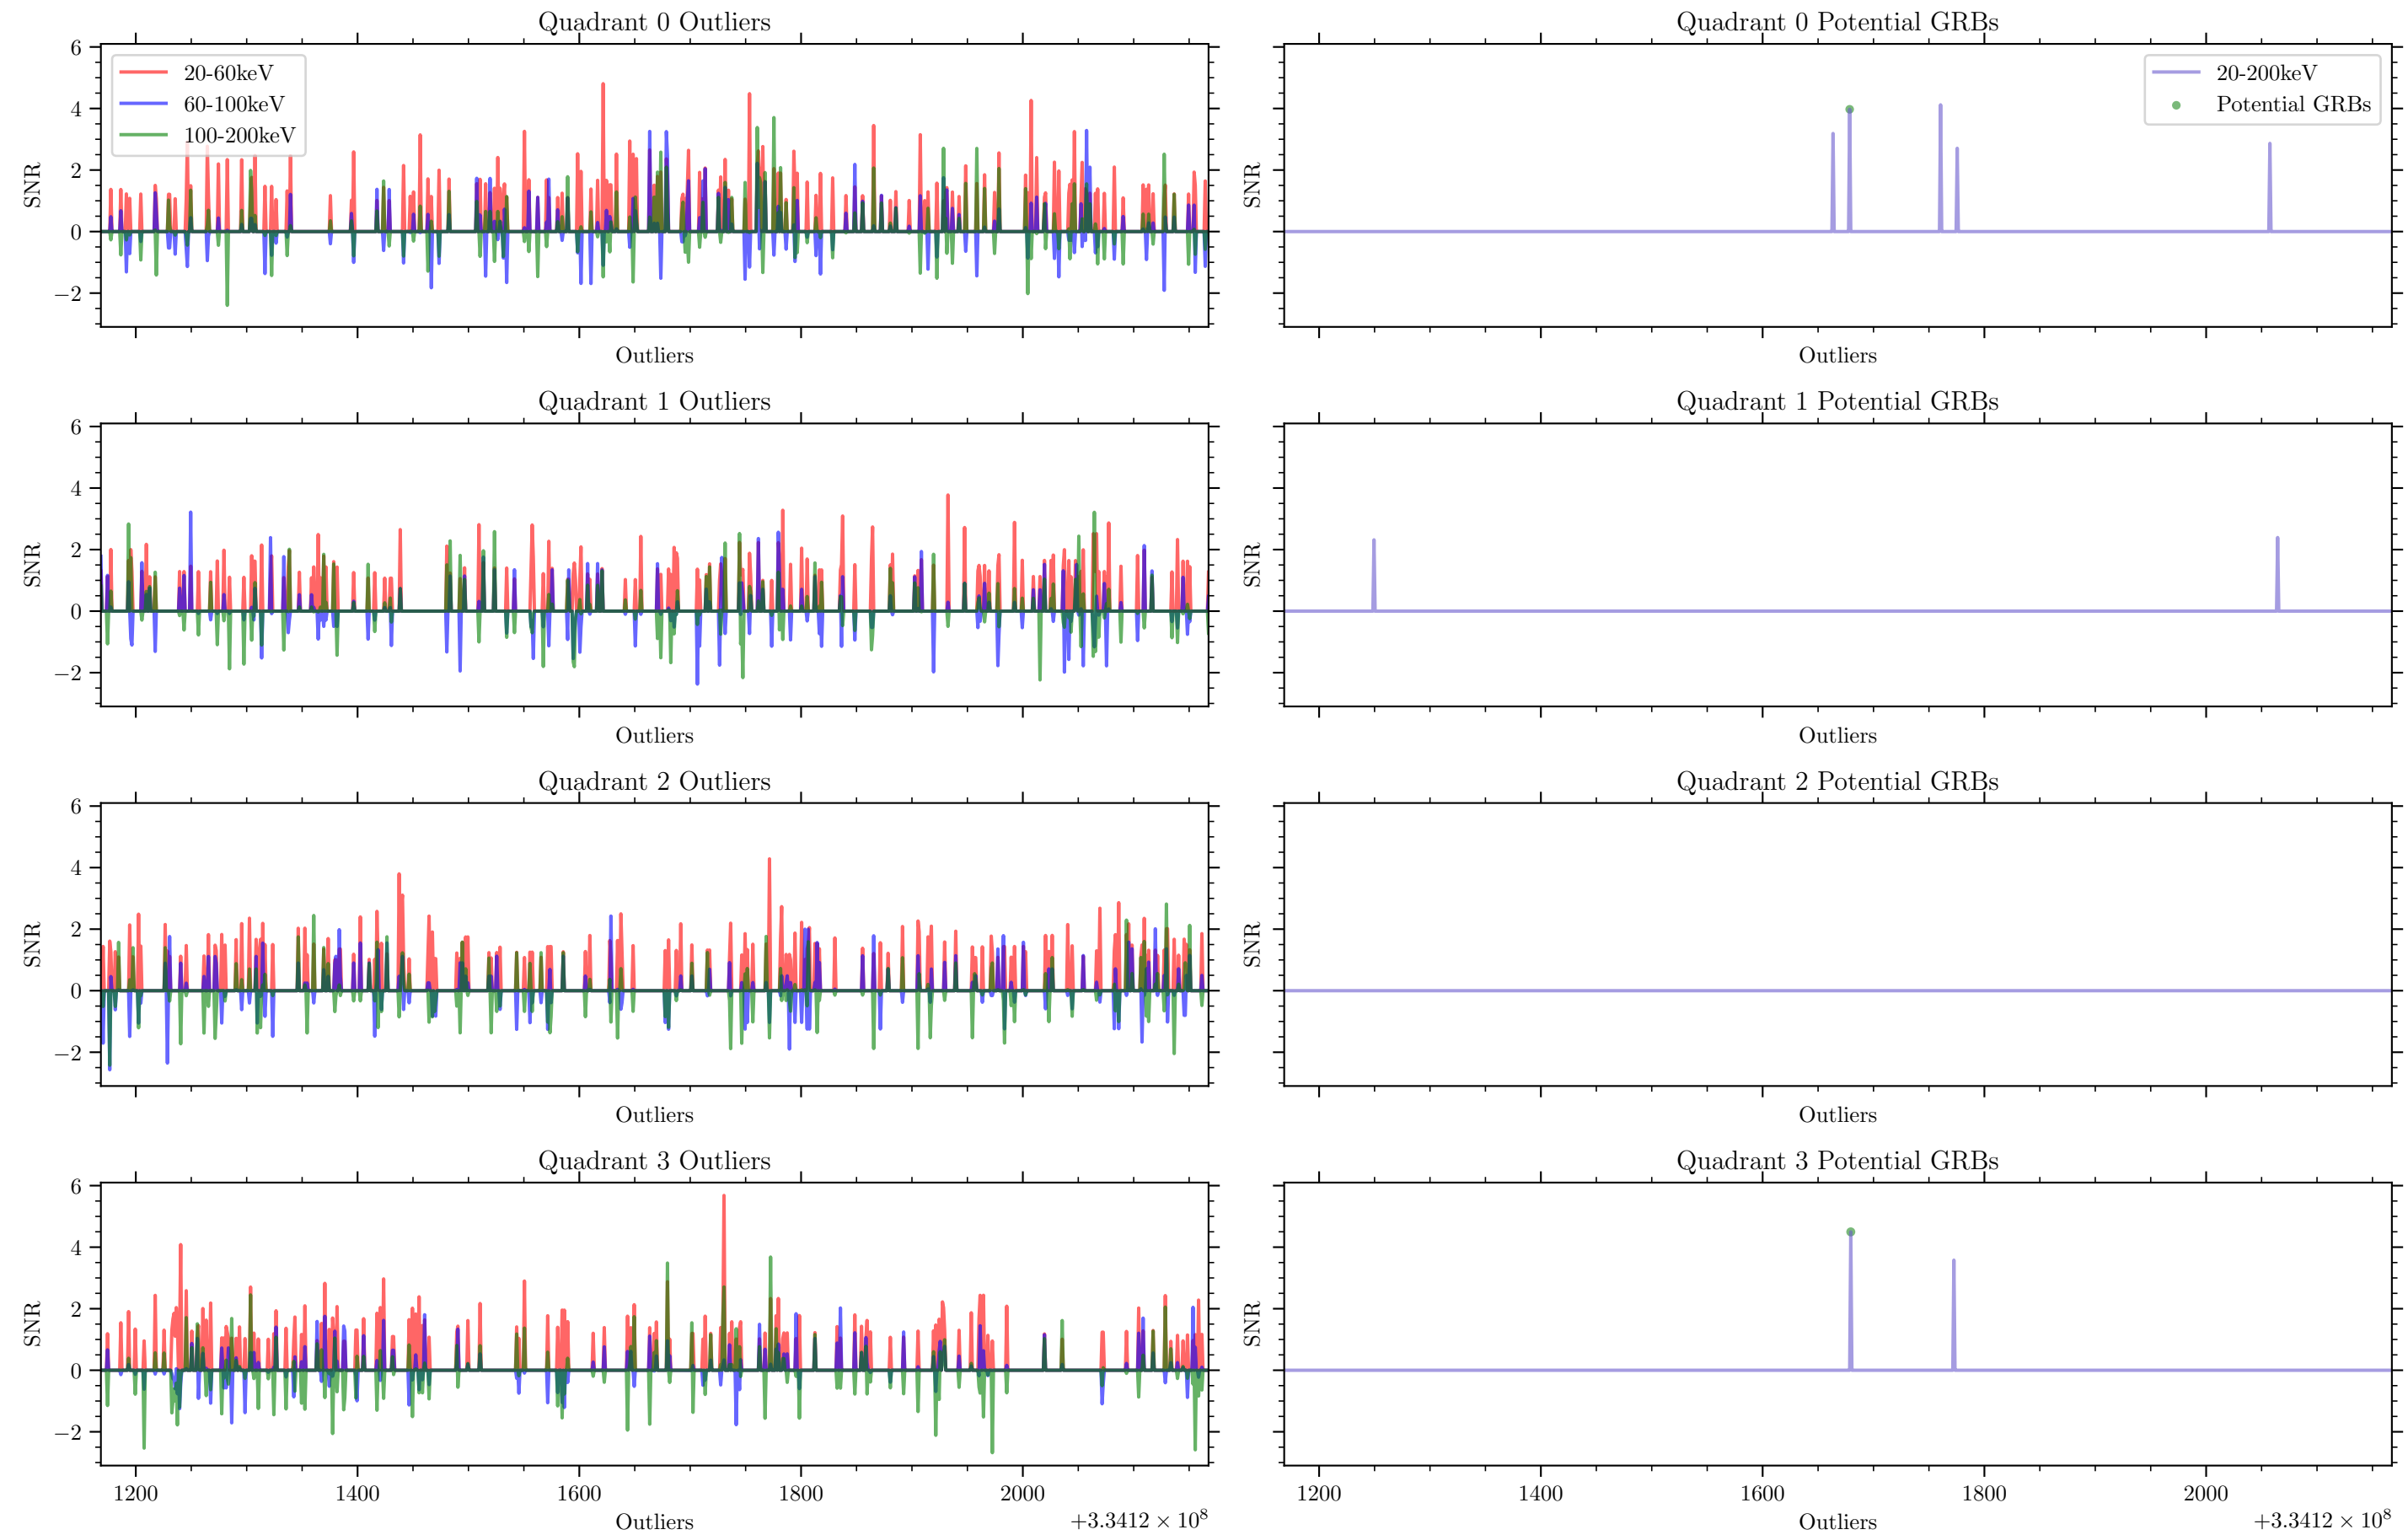 Quadrant 0 Outliers
Quadrant 0 Potential GRBs
6
4
2
0
−2
SNR
20-60keV
60-100keV
100-200keV
Outliers
SNR
20-200keV
Potential GRBs
Outliers
Quadrant 1 Outliers
Quadrant 1 Potential GRBs
6
4
2
0
−2
SNR
Outliers
SNR
Outliers
Quadrant 2 Outliers
Quadrant 2 Potential GRBs
6
4
2
0
−2
SNR
Outliers
SNR
Outliers
Quadrant 3 Outliers
Quadrant 3 Potential GRBs
6
4
2
0
−2
SNR
1200 1400 1600 1800 2000
Outliers
+3.3412 × 10⁸
SNR
1200 1400 1600 1800 2000
Outliers
+3.3412 × 10⁸